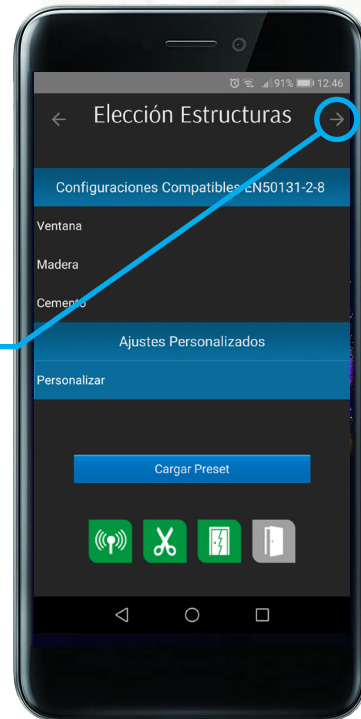 91% 12:46
Elección Estructuras
Configuraciones Compatibles EN50131-2-8
Ventana
Madera
Cemento
Ajustes Personalizados
Personalizar
Cargar Preset